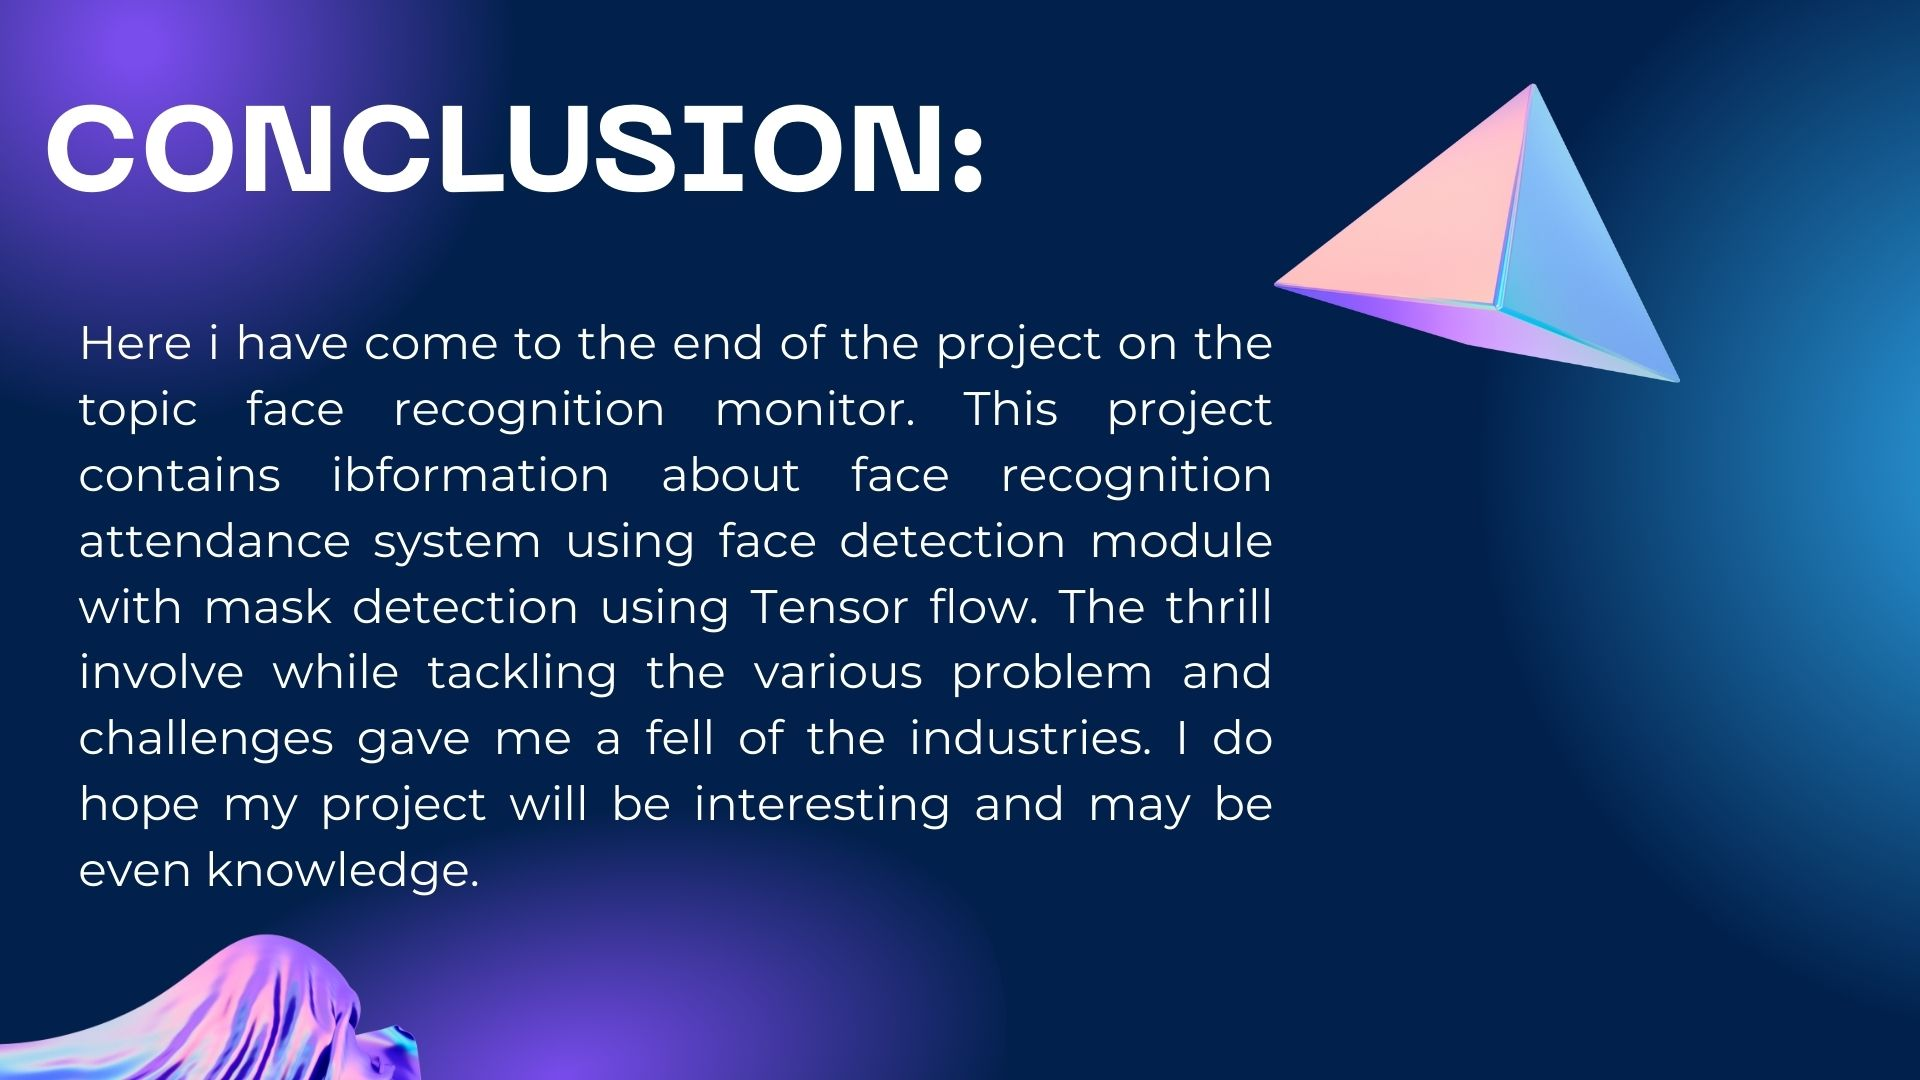 CONCLUSION:
Here i have come to the end of the project on the
topic face recognition monitor. This project
contains ibformation about face recognition
attendance system using face detection module
with mask detection using Tensor flow. The thrill
involve while tackling the various problem and
challenges gave me a fell of the industries. I do
hope my project will be interesting and may be
even knowledge.